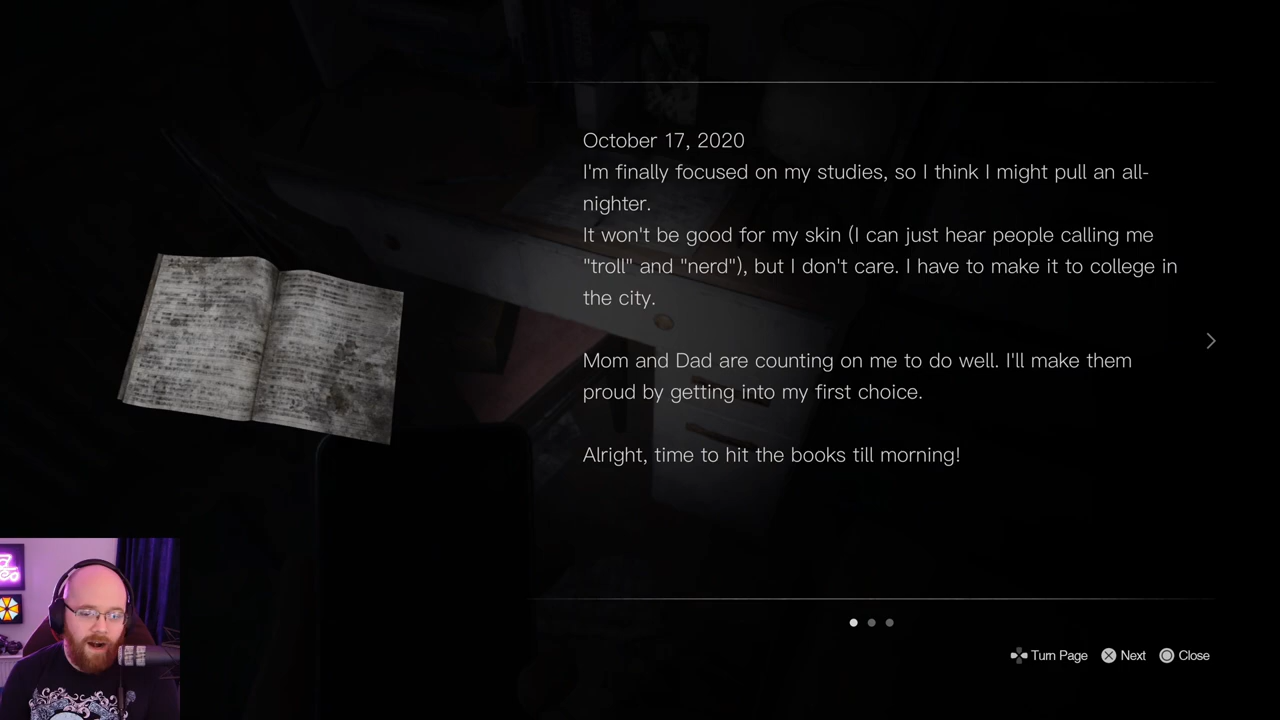 October 17, 2020
I'm finally focused on my studies, so I think I might pull an all-
nighter.
It won't be good for my skin (I can just hear people calling me
"troll" and "nerd"), but I don't care. I have to make it to college in
the city.
Mom and Dad are counting on me to do well. I'll make them
proud by getting into my first choice.
Alright, time to hit the books till morning!
Turn Page Next Close